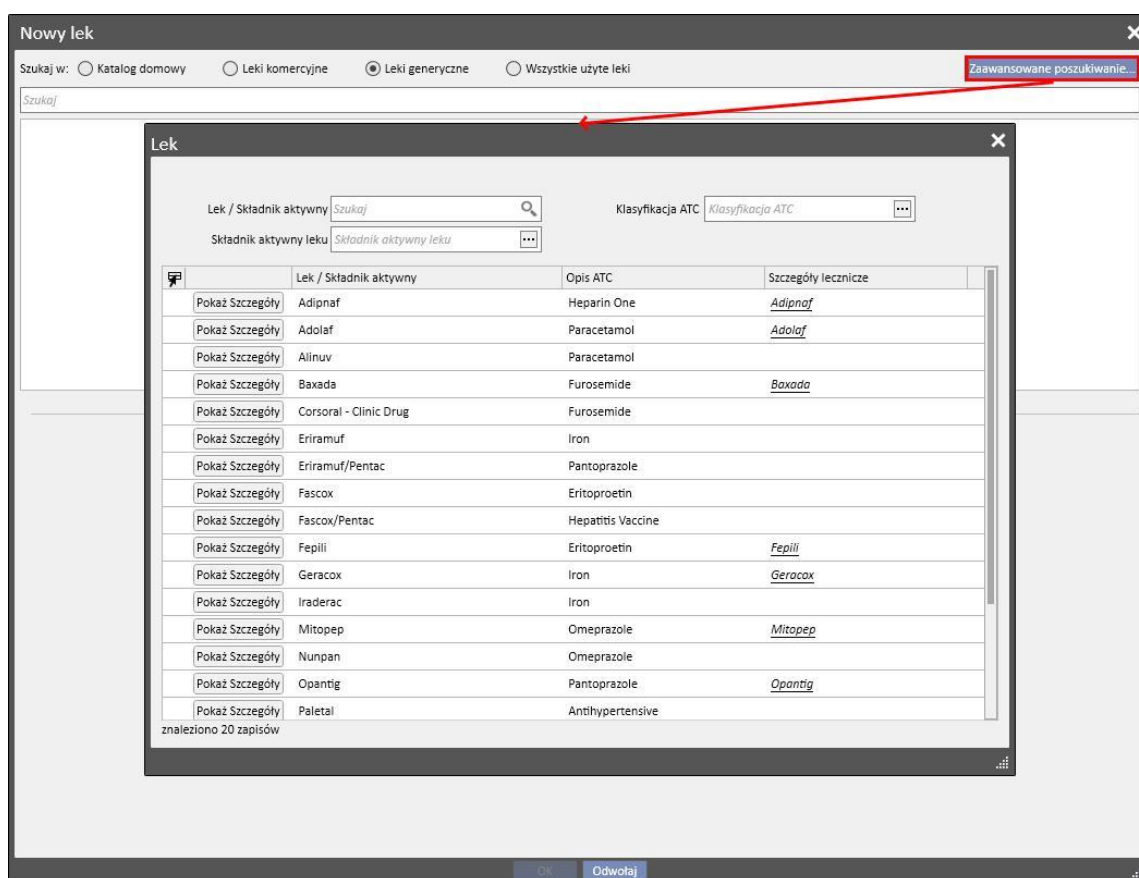 Nowy lek
Szukaj w: Katalog domowy Leki komercyjne Leki generyczne Wszystkie użyte leki Zaawansowane poszukiwanie...
Szukaj
Lek
Lek / Składnik aktywny Szukaj Klasyfikacja ATC Klasyfikacja ATC
Składnik aktywny leku Składnik aktywny leku
Lek / Składnik aktywny Opis ATC Szczegóły lecznicze
Pokaż Szczegóły Adipnaf Heparin One Adipnaf
Pokaż Szczegóły Adolaf Paracetamol Adolaf
Pokaż Szczegóły Alinuv Paracetamol
Pokaż Szczegóły Baxada Furosemide Baxada
Pokaż Szczegóły Corsoral - Clinic Drug Furosemide
Pokaż Szczegóły Eriramuf Iron
Pokaż Szczegóły Eriramuf/Pentac Pantoprazole
Pokaż Szczegóły Fascox Eritoproetin
Pokaż Szczegóły Fascox/Pentac Hepatitis Vaccine
Pokaż Szczegóły Fepili Eritoproetin Fepili
Pokaż Szczegóły Geracox Iron Geracox
Pokaż Szczegóły Iraderac Iron
Pokaż Szczegóły Mitopep Omeprazole Mitopep
Pokaż Szczegóły Nunpan Omeprazole
Pokaż Szczegóły Opantig Pantoprazole Opantig
Pokaż Szczegóły Paletal Antihypertensive
znaleziono 20 zapisów
OK Odwołaj